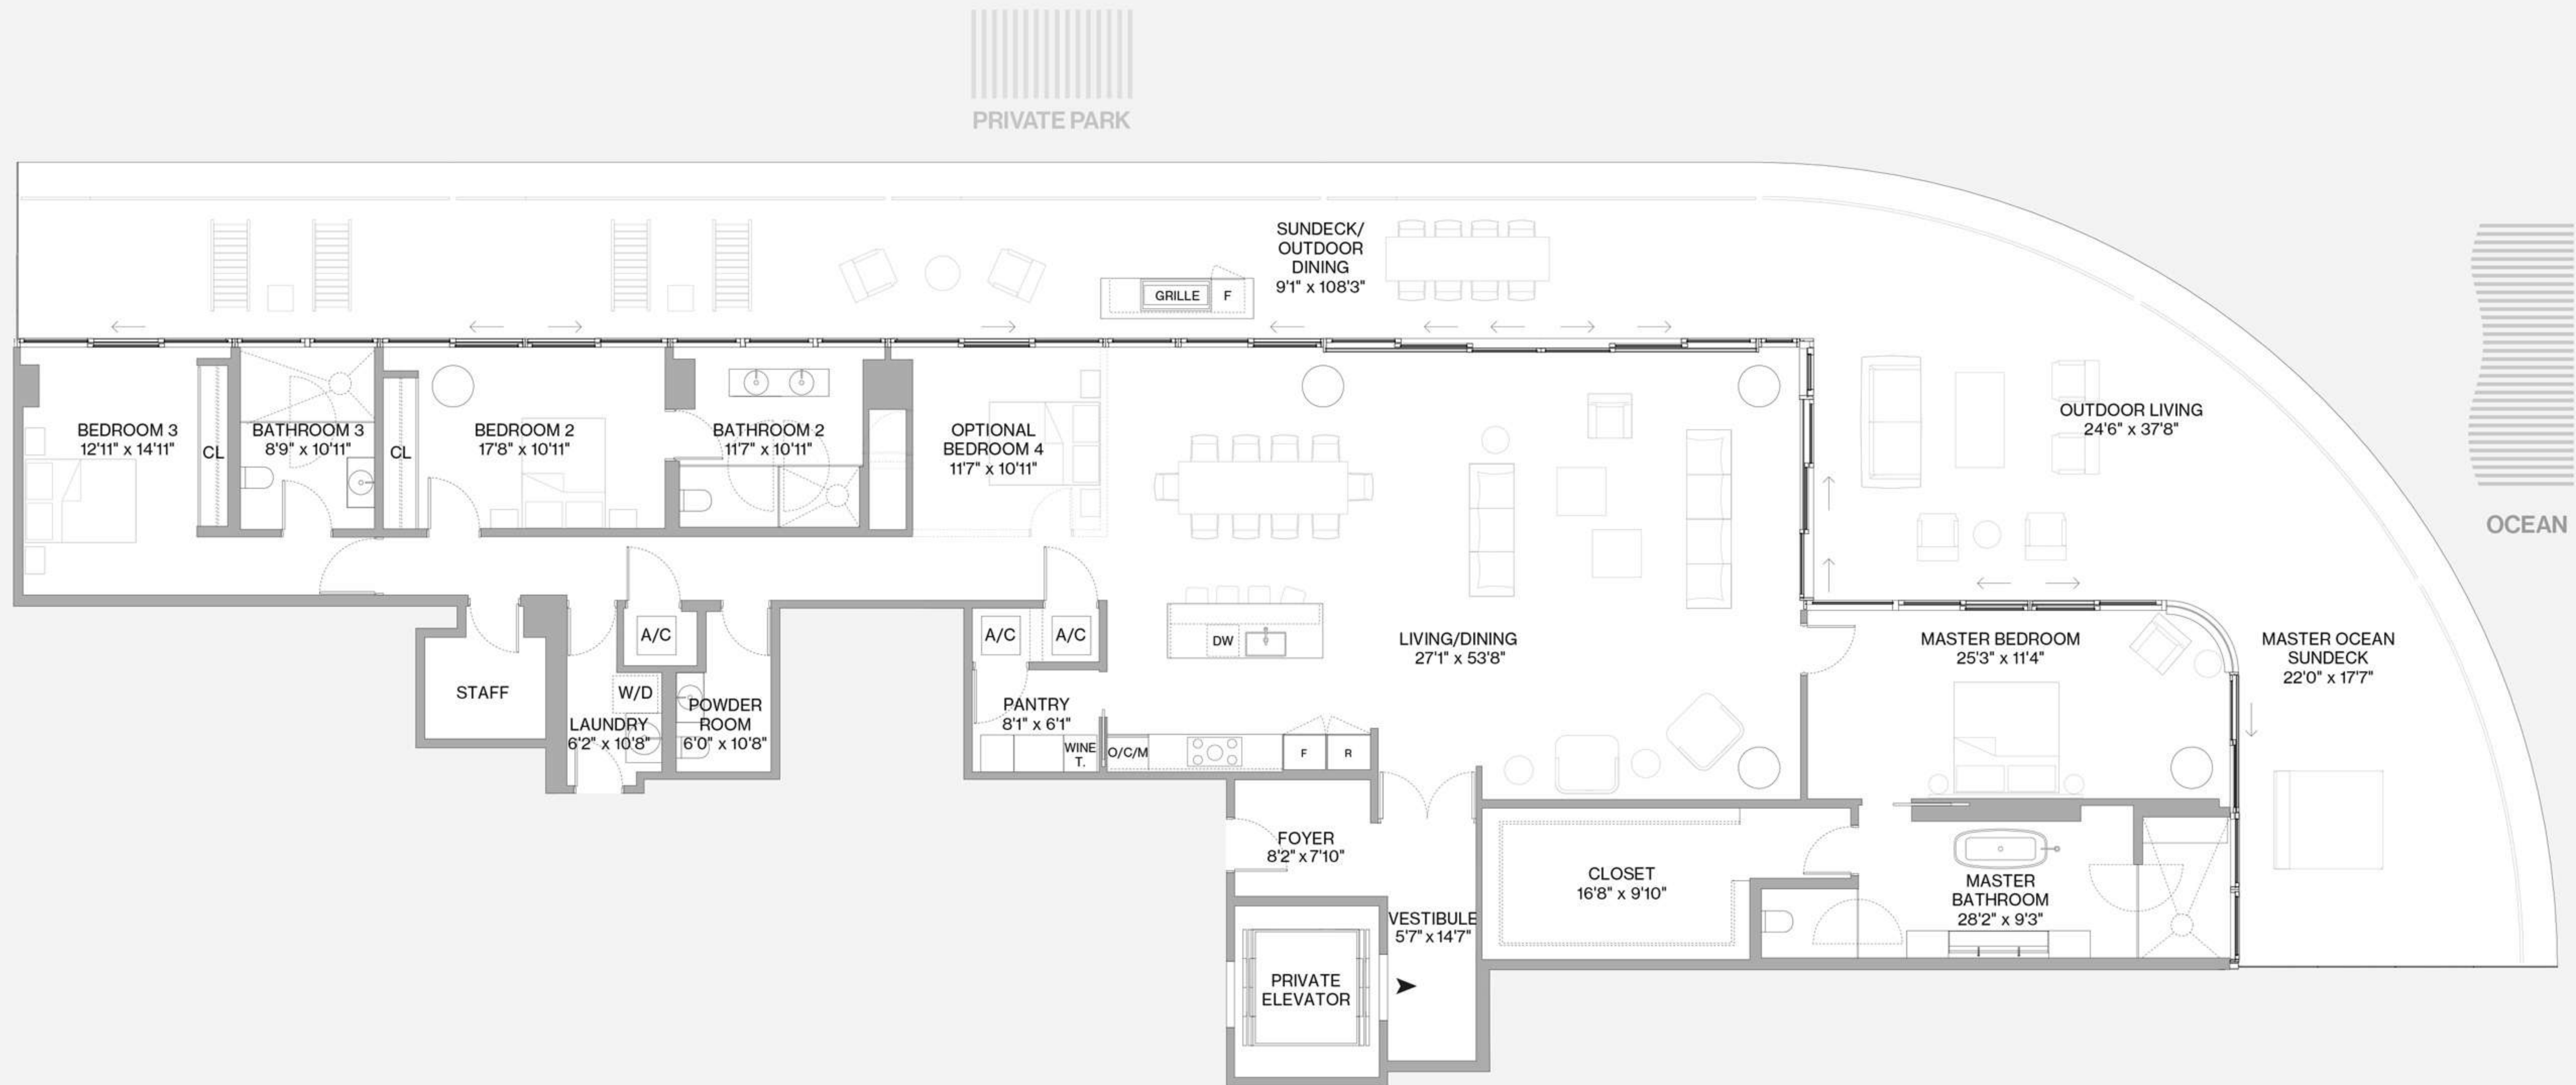 PRIVATE PARK
SUNDECK/
OUTDOOR
DINING
9'1" x 108'3"
GRILLE
F
BEDROOM 3
12'11" x 14'11"
CL
BATHROOM 3
8'9" x 10'11"
CL
BEDROOM 2
17'8" x 10'11"
BATHROOM 2
11'7" x 10'11"
OPTIONAL
BEDROOM 4
11'7" x 10'11"
OUTDOOR LIVING
24'6" x 37'8"
OCEAN
STAFF
A/C
W/D
LAUNDRY
6'2" x 10'8"
POWDER
ROOM
6'0" x 10'8"
A/C
A/C
PANTRY
8'1" x 6'1"
WINE
T.
O/C/M
DW
F
R
LIVING/DINING
27'1" x 53'8"
MASTER BEDROOM
25'3" x 11'4"
MASTER OCEAN
SUNDECK
22'0" x 17'7"
FOYER
8'2" x 7'10"
VESTIBULE
5'7" x 14'7"
CLOSET
16'8" x 9'10"
MASTER
BATHROOM
28'2" x 9'3"
PRIVATE
ELEVATOR